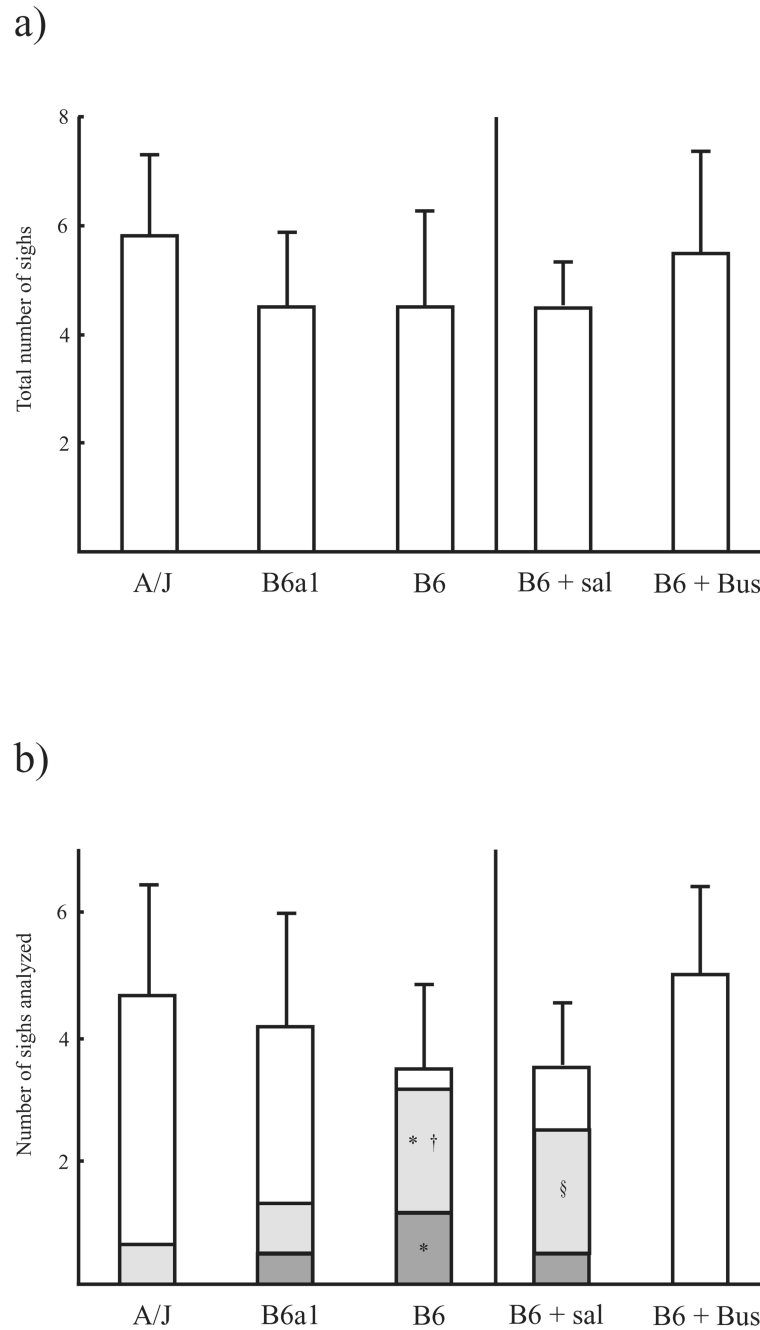 a)
Total number of sighs
8
6
4
2
A/J B6a1 B6 B6 + sal B6 + Bus
b)
Number of sighs analyzed
6
4
2
* †
*
§
A/J B6a1 B6 B6 + sal B6 + Bus